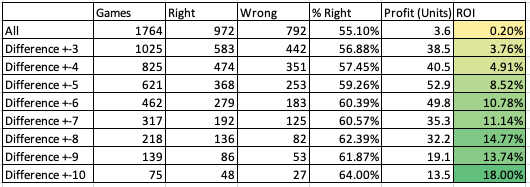 Games Right Wrong % Right Profit (Units) ROI
All 1764 972 792 55.10% 3.6 0.20%
Difference +-3 1025 583 442 56.88% 38.5 3.76%
Difference +-4 825 474 351 57.45% 40.5 4.91%
Difference +-5 621 368 253 59.26% 52.9 8.52%
Difference +-6 462 279 183 60.39% 49.8 10.78%
Difference +-7 317 192 125 60.57% 35.3 11.14%
Difference +-8 218 136 82 62.39% 32.2 14.77%
Difference +-9 139 86 53 61.87% 19.1 13.74%
Difference +-10 75 48 27 64.00% 13.5 18.00%